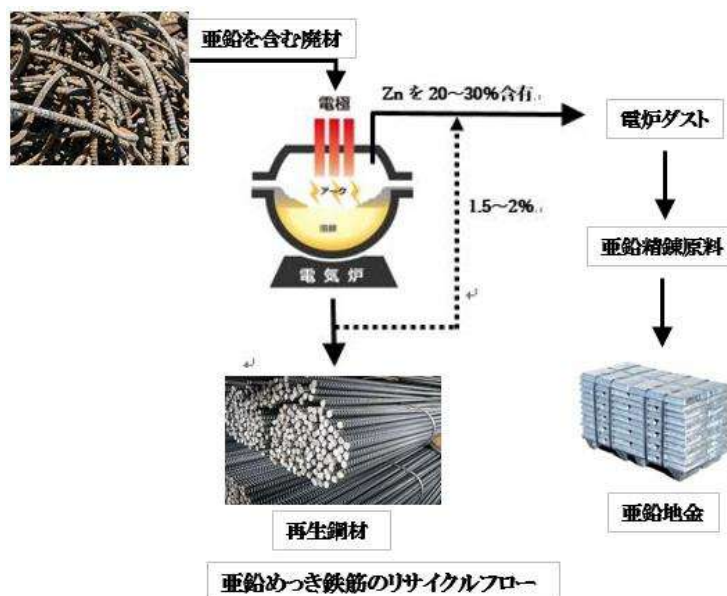 亜鉛を含む廃材
Znを20～30%含有
電極
電炉ダスト
アーク
1.5～2%
溶鋼
亜鉛精錬原料
電気炉
再生鋼材
亜鉛地金
亜鉛めっき鉄筋のリサイクルフロー